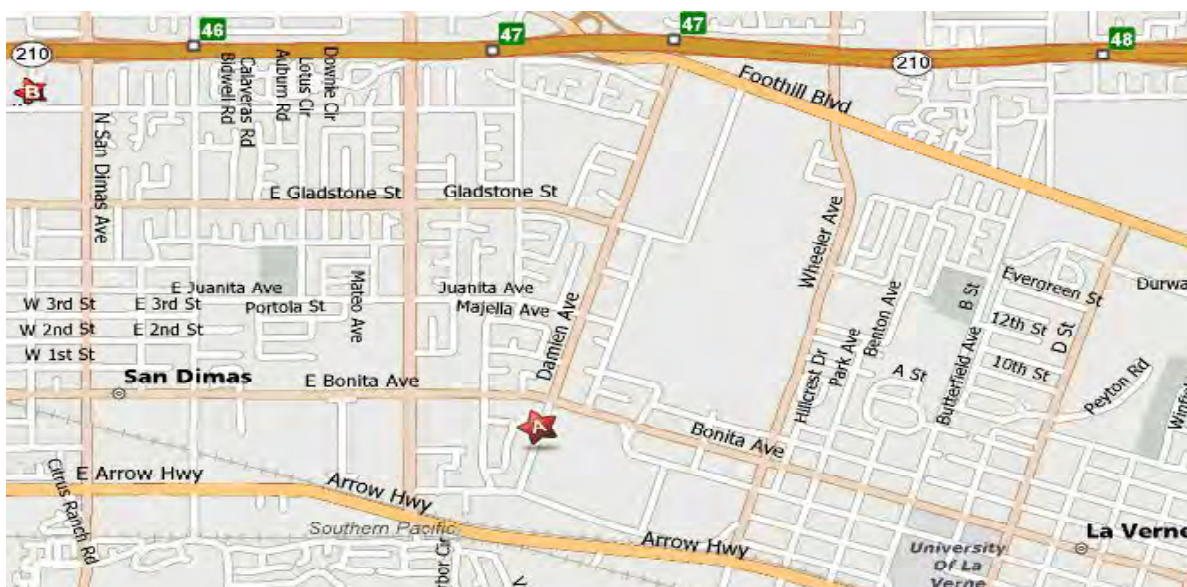 46
47
47
48
210
210
B
Downie Cir
Lotus Cir
Auburn Rd
Calaveras Rd
Bidwell Rd
Foothill Blvd
N San Dimas Ave
E Gladstone St
Gladstone St
Wheeler Ave
E Juanita Ave
Juanita Ave
Evergreen St
W 3rd St
E 3rd St
Portola St
Mateo Ave
Majella Ave
B St
W 2nd St
E 2nd St
12th St
D St
W 1st St
Damien Ave
Benton Ave
Park Ave
Hillcrest Dr
10th St
San Dimas
E Bonita Ave
A St
Butterfield Ave
Peyton Rd
A
Bonita Ave
E Arrow Hwy
Citrus Ranch Rd
Arrow Hwy
Southern Pacific
Arrow Hwy
La Verne
University
Of La
Verne